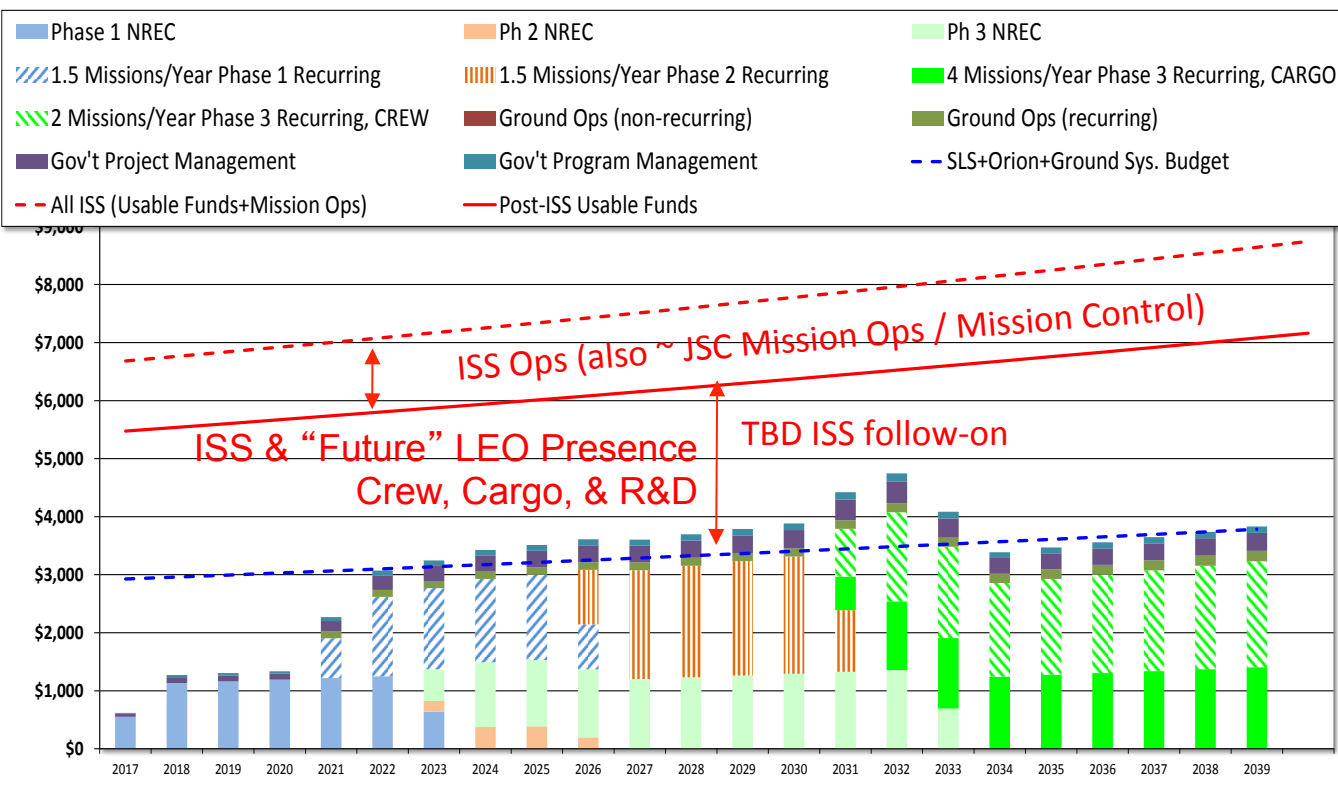 Phase 1 NREC
Ph 2 NREC
Ph 3 NREC
1.5 Missions/Year Phase 1 Recurring
1.5 Missions/Year Phase 2 Recurring
4 Missions/Year Phase 3 Recurring, CARGO
2 Missions/Year Phase 3 Recurring, CREW
Ground Ops (non-recurring)
Ground Ops (recurring)
Gov't Project Management
Gov't Program Management
SLS+Orion+Ground Sys. Budget
All ISS (Usable Funds+Mission Ops)
Post-ISS Usable Funds
$9,000
$8,000
$7,000
$6,000
$5,000
$4,000
$3,000
$2,000
$1,000
$0
ISS Ops (also ~ JSC Mission Ops / Mission Control)
ISS & “Future” LEO Presence
Crew, Cargo, & R&D
TBD ISS follow-on
2017 2018 2019 2020 2021 2022 2023 2024 2025 2026 2027 2028 2029 2030 2031 2032 2033 2034 2035 2036 2037 2038 2039